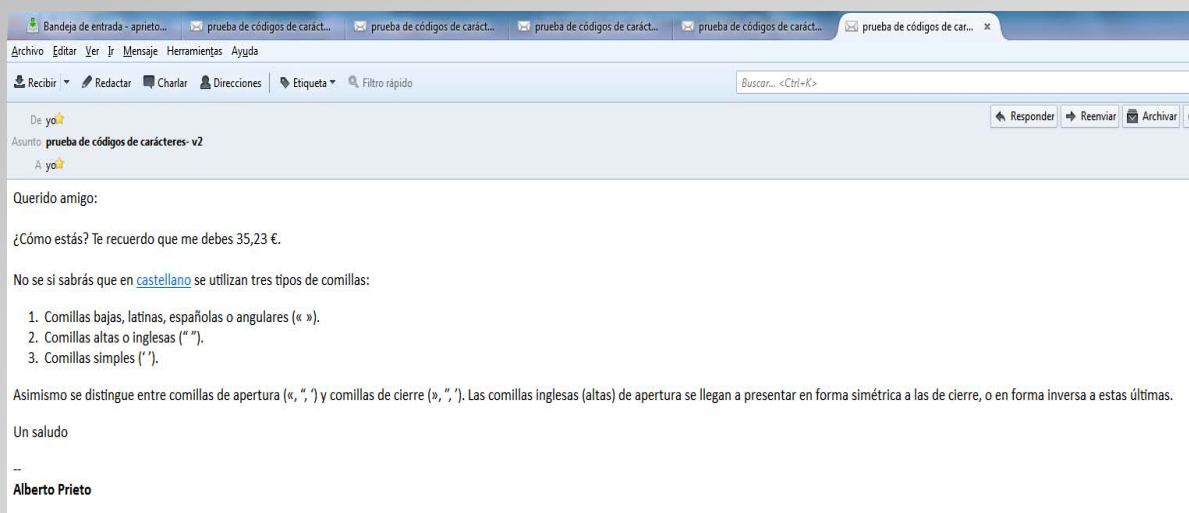 Bandeja de entrada - aprieto... prueba de códigos de caráct... prueba de códigos de caráct... prueba de códigos de caráct... prueba de códigos de caráct... prueba de códigos de car... x
Archivo Editar Ver Ir Mensaje Herramientas Ayuda
Recibir Redactar Charlar Direcciones Etiqueta Filtro rápido Buscar... <Ctrl+K>
De yo Responder Reenviar Archivar
Asunto prueba de códigos de carácteres- v2
A yo
Querido amigo:
¿Cómo estás? Te recuerdo que me debes 35,23 €.
No se si sabrás que en castellano se utilizan tres tipos de comillas:
1. Comillas bajas, latinas, españolas o angulares (« »).
2. Comillas altas o inglesas (“ ”).
3. Comillas simples (‘ ’).
Asimismo se distingue entre comillas de apertura («, “, ‘) y comillas de cierre (», ”, ’). Las comillas inglesas (altas) de apertura se llegan a presentar en forma simétrica a las de cierre, o en forma inversa a estas últimas.
Un saludo
--
Alberto Prieto